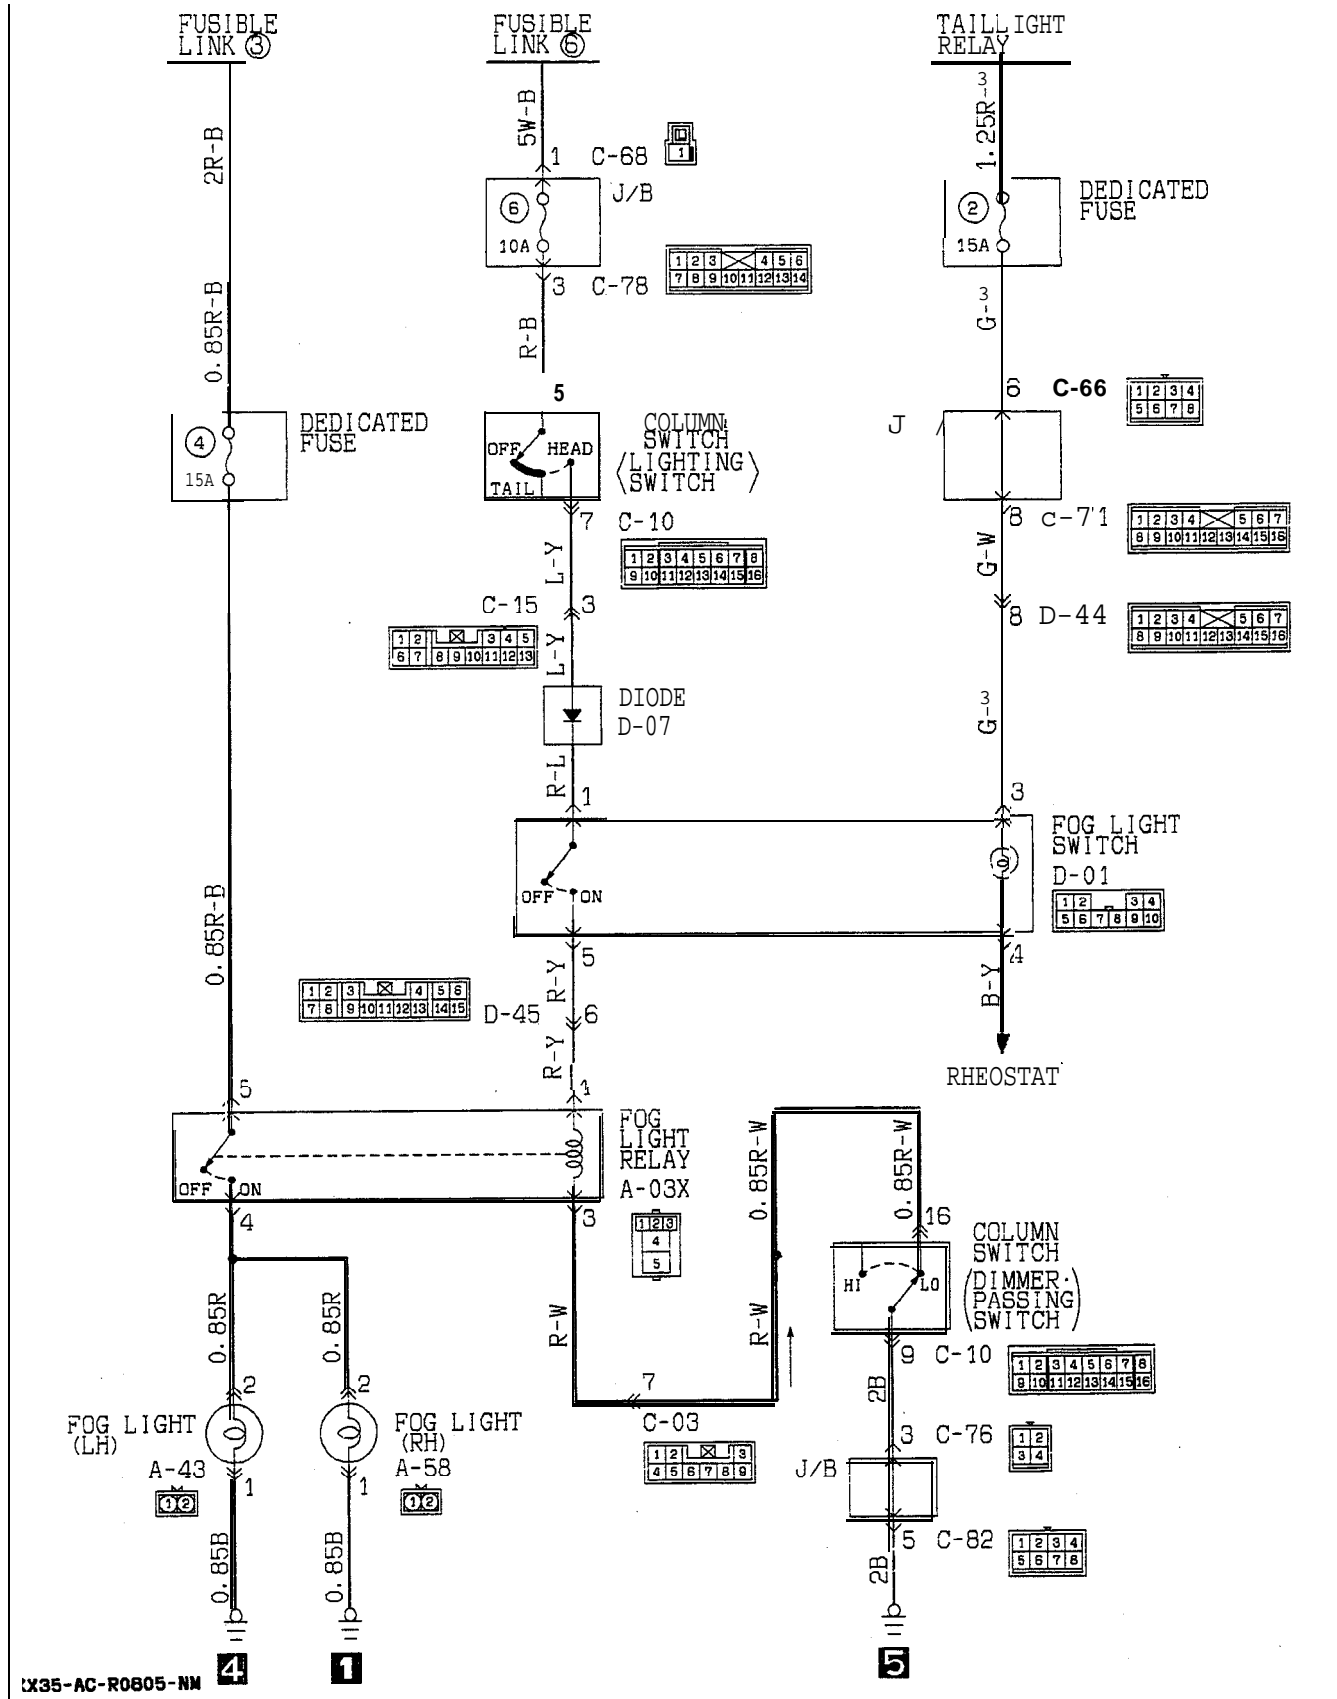 FUSIBLE
LINK ③
FUSIBLE
LINK ⑥
TAILLIGHT
RELAY
2R-B
5W-B
1.25R-3
1 C-68
1
J/B
⑥
10A
②
15A
DEDICATED
FUSE
3 C-78
1 2 3 4 5 6
7 8 9 10 11 12 13 14
0.85R-B
R-B
G-3
5
6 C-66
1 2 3 4
5 6 7 8
④
15A
DEDICATED
FUSE
OFF HEAD
TAIL
COLUMN
SWITCH
(LIGHTING
SWITCH)
J /
7 C-10
1 2 3 4 5 6 7 8
9 10 11 12 13 14 15 16
8 C-71
1 2 3 4 5 6 7
8 9 10 11 12 13 14 15 16
L-Y
G-W
C-15 3
1 2 3 4 5
6 7 8 9 10 11 12 13
8 D-44
1 2 3 4 5 6 7
8 9 10 11 12 13 14 15 16
L-Y
DIODE
D-07
G-3
R-L
1
3
OFF ON
FOG LIGHT
SWITCH
D-01
1 2 3 4
5 6 7 8 9 10
0.85R-B
5
4
R-Y
B-Y
1 2 3 4 5 6
7 8 9 10 11 12 13 14 15
D-45 6
R-Y
RHEOSTAT
5
1
OFF ON
FOG
LIGHT
RELAY
A-03X
1 2 3
4
5
4
3
0.85R-W
0.85R-W
16
COLUMN
SWITCH
(DIMMER·
PASSING
SWITCH)
HI LO
0.85R
0.85R
R-W
R-W
9 C-10
1 2 3 4 5 6 7 8
9 10 11 12 13 14 15 16
2B
2
2
7
C-03
1 2 3
4 5 6 7 8 9
FOG LIGHT
(LH)
A-43
1 2
FOG LIGHT
(RH)
A-58
1 2
3 C-76
1 2
3 4
J/B
1
1
5 C-82
1 2 3 4
5 6 7 8
0.85B
0.85B
2B
4
1
5
XX35-AC-R0805-NM